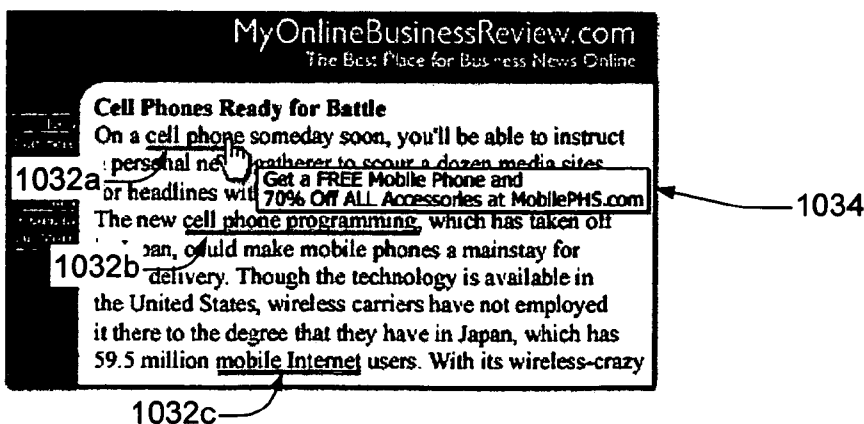 MyOnlineBusinessReview.com
The Best Place for Business News Online
Cell Phones Ready for Battle
On a cell phone someday soon, you'll be able to instruct
personal gatherer to scour a dozen media sites
1032a
for headlines
Get a FREE Mobile Phone and
70% Off ALL Accessories at MobilePHS.com
1034
The new cell phone programming, which has taken off
could make mobile phones a mainstay for
1032b
delivery. Though the technology is available in
the United States, wireless carriers have not employed
it there to the degree that they have in Japan, which has
59.5 million mobile Internet users. With its wireless-crazy
1032c